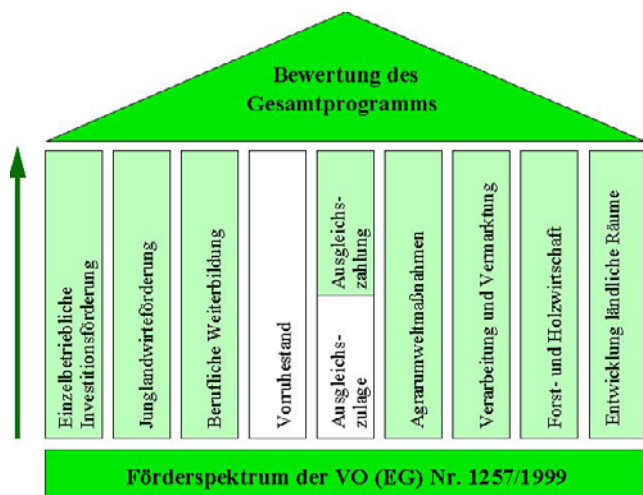 Bewertung des
Gesamtprogramms
Einzelbetriebliche
Investitionsförderung
Junglandwirteförderung
Berufliche Weiterbildung
Vorruhestand
Ausgleichs-
zahlung
Ausgleichs-
zulage
Agrarumweltmaßnahmen
Verarbeitung und Vermarktung
Forst- und Holzwirtschaft
Entwicklung ländliche Räume
Förderspektrum der VO (EG) Nr. 1257/1999